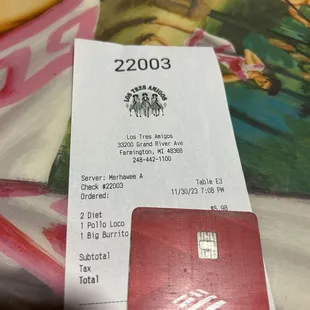 22003
LOS TRES AMIGOS
Los Tres Amigos
33200 Grand River Ave
Farmington, MI 48366
248-442-1100
Server: Merhawee A
Table E3
Check #22003
Ordered:
11/30/23 7:08 PM
2 Diet
$5.98
1 Pollo Loco
1 Big Burrito
Subtotal
Tax
Total